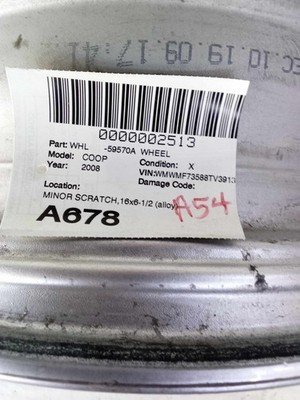 EC 10 19 09 17 41
0000002513
Part: WHL -59570A WHEEL
Model: COOP Condition: X
Year: 2008 VIN:WMWMF73588TV3913
Damage Code:
Location:
MINOR SCRATCH,16x6-1/2 (alloy)
A678
A54